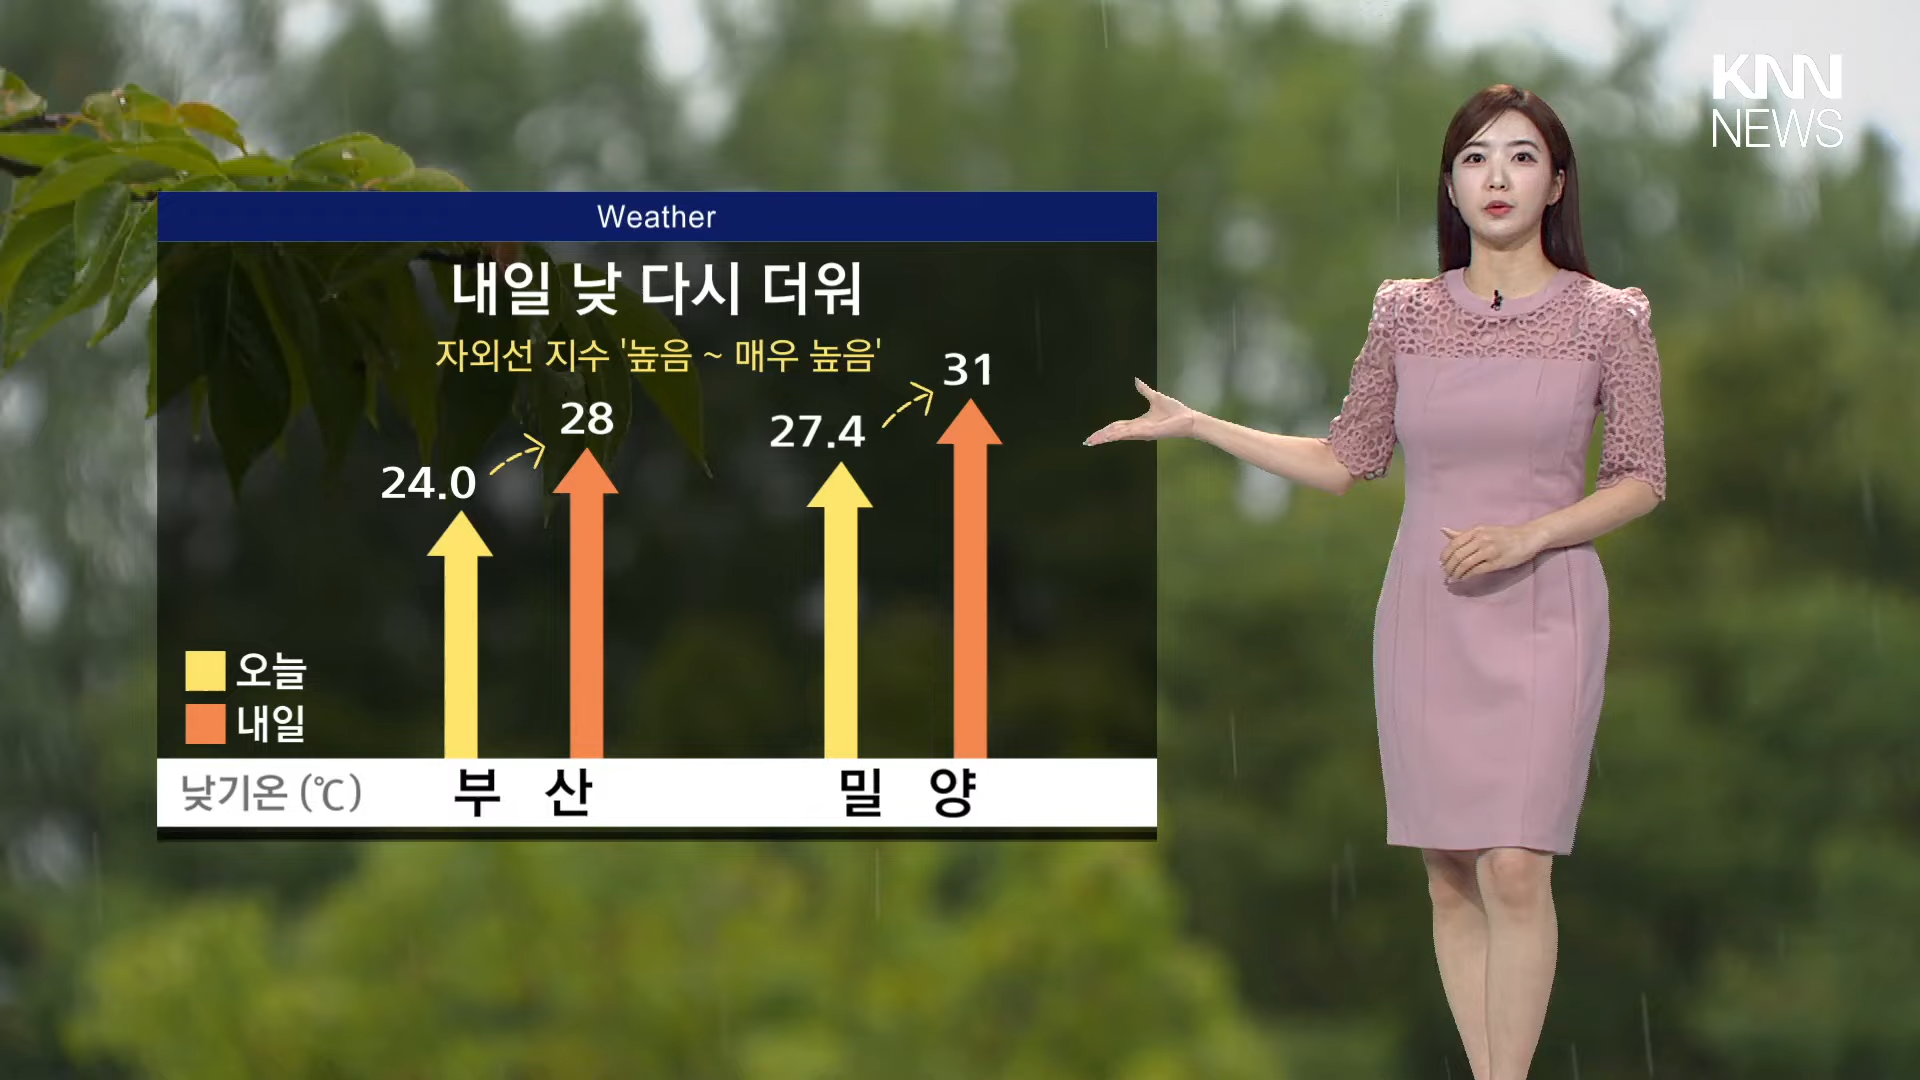 KNN
NEWS
Weather
내일 낮 다시 더워
자외선 지수 '높음 ~ 매우 높음'
24.0
28
27.4
31
오늘
내일
낮기온 (℃)
부 산
밀 양